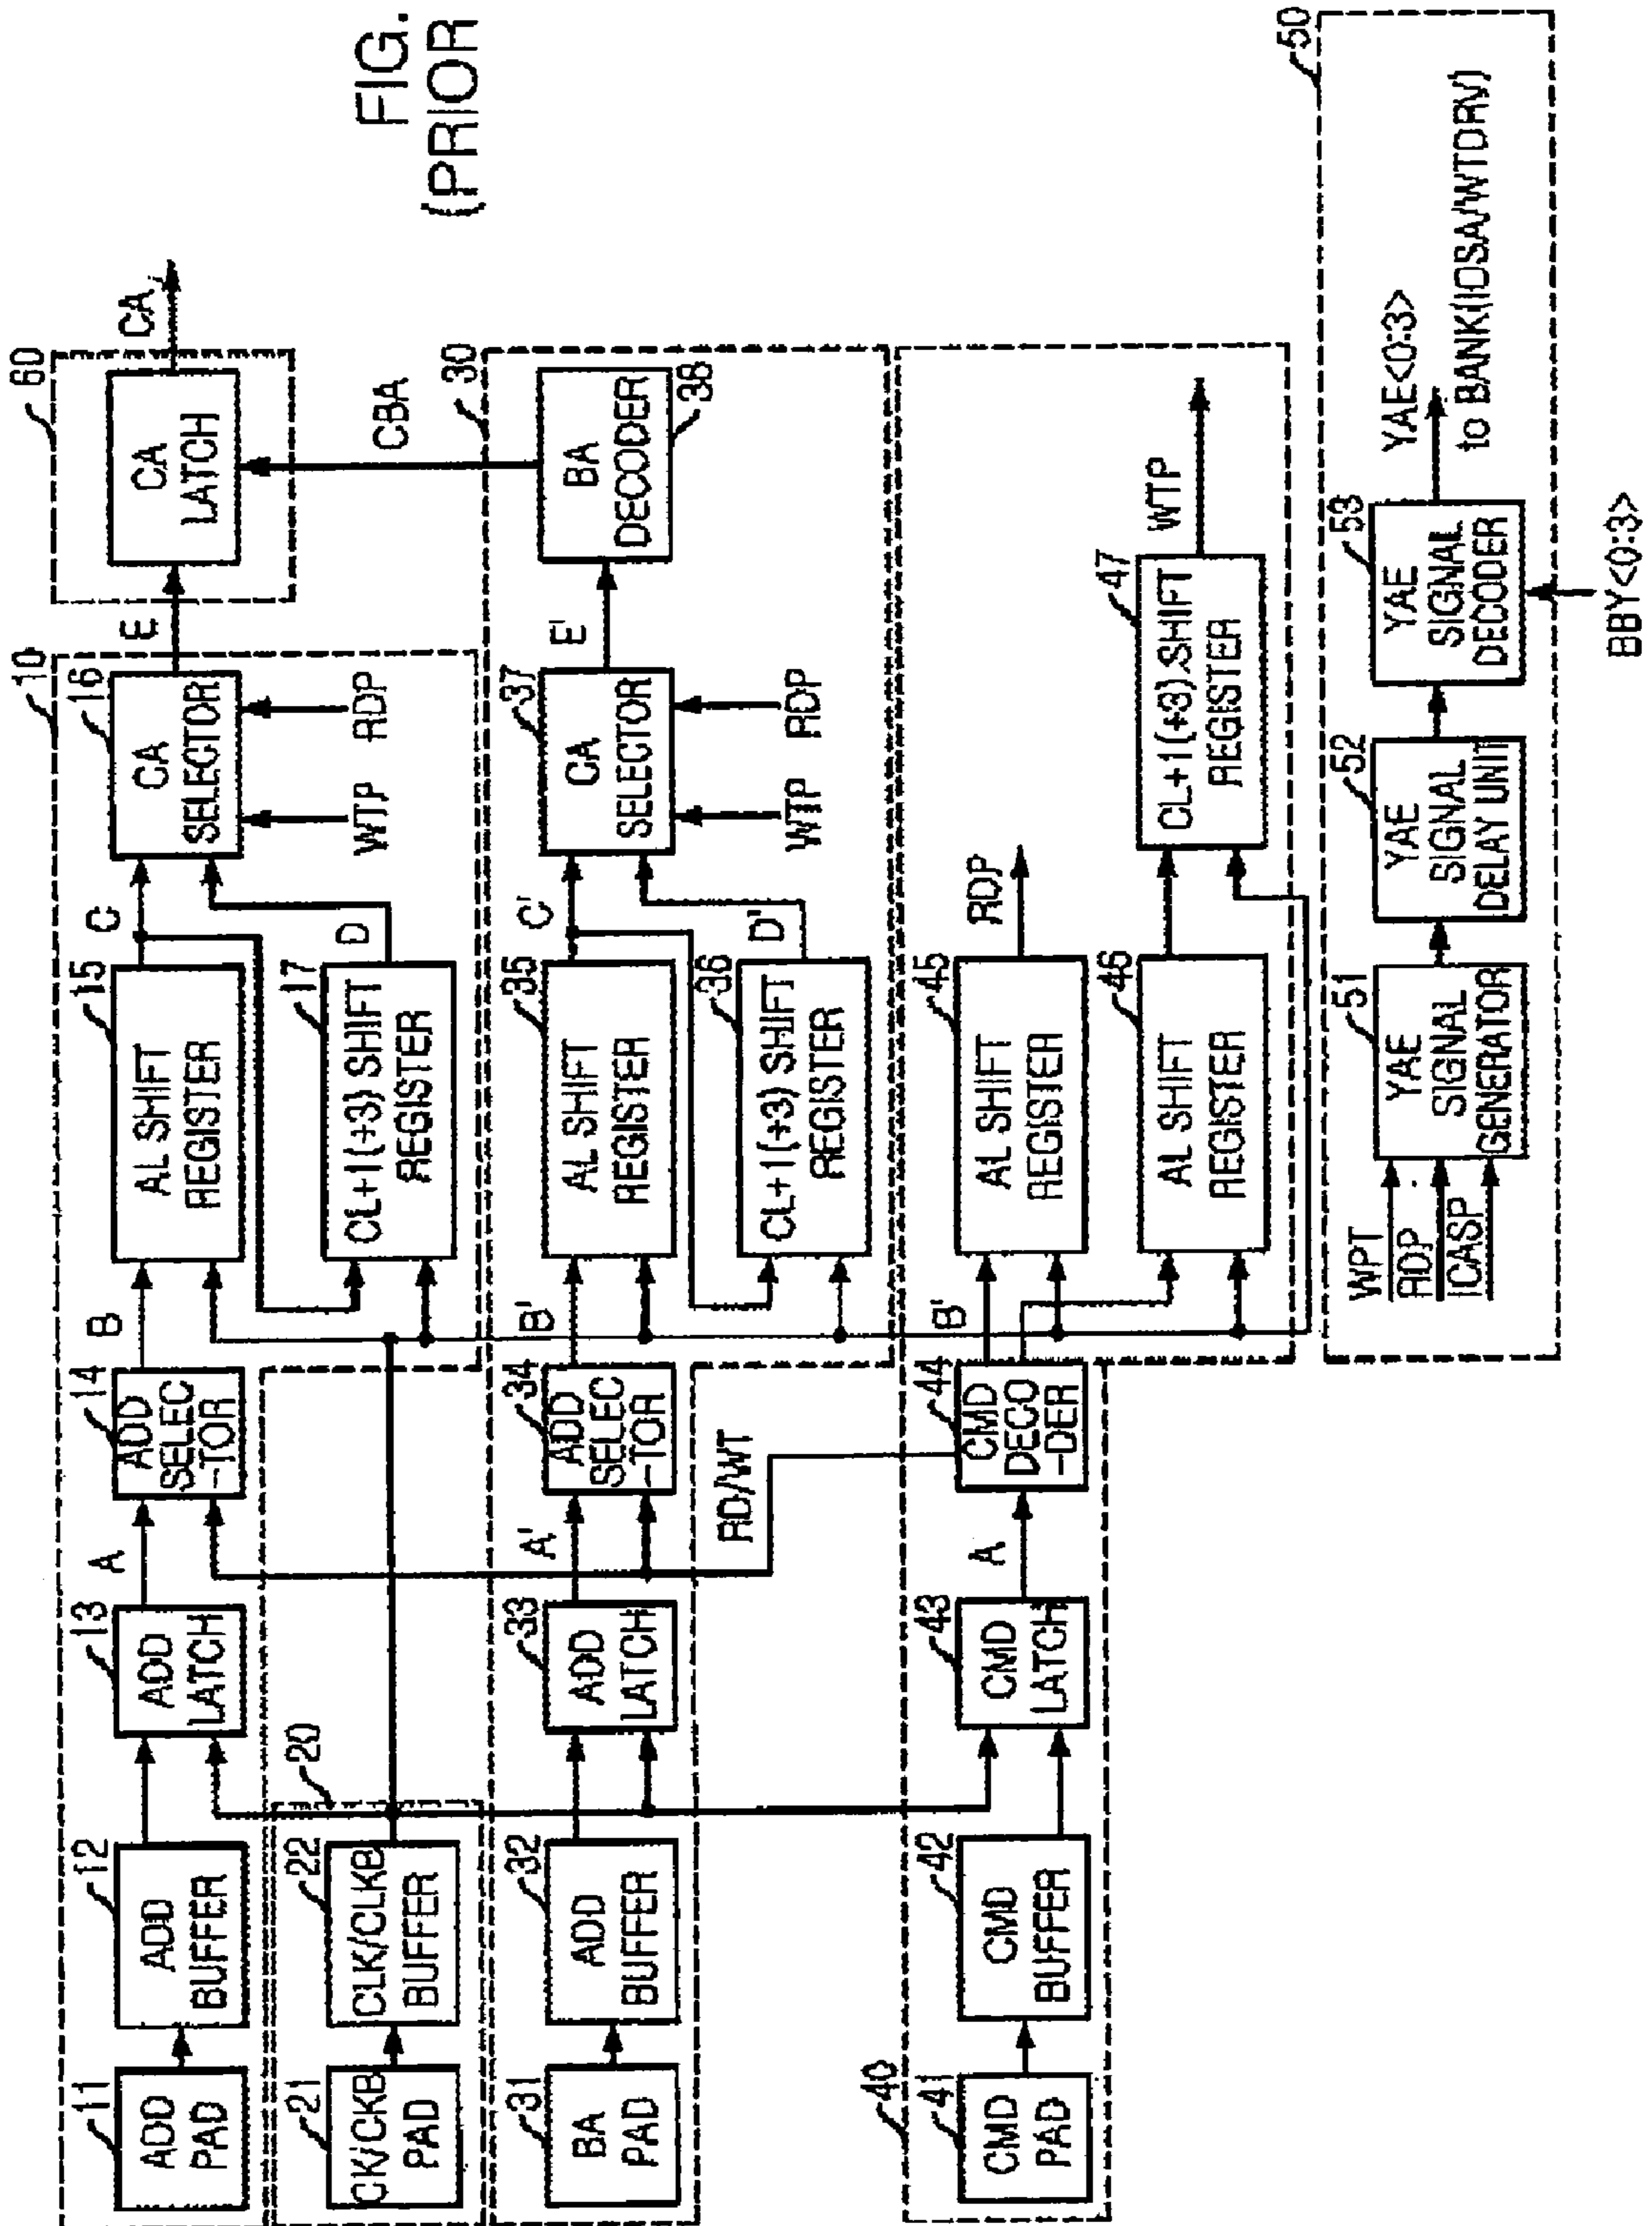 FIG.
(PRIOR
10
11
ADD
PAD
12
ADD
BUFFER
13
ADD
LATCH
A
14
ADD
SELEC
-TOR
B
15
AL SHIFT
REGISTER
C
16
CA
SELECTOR
WTP
RDP
E
60
CA
LATCH
CA
17
CL+1(+3) SHIFT
REGISTER
D
20
21
CK/CKB
PAD
22
CLK/CLKB
BUFFER
CBA
30
31
BA
PAD
32
ADD
BUFFER
33
ADD
LATCH
A'
34
ADD
SELEC
-TOR
B'
35
AL SHIFT
REGISTER
C'
37
CA
SELECTOR
WTP
RDP
E'
BA
DECODER
38
36
CL+1(+3) SHIFT
REGISTER
D'
RD/WT
40
41
CMD
PAD
42
CMD
BUFFER
43
CMD
LATCH
A
44
CMD
DECO
-DER
B'
45
AL SHIFT
REGISTER
RDP
46
AL SHIFT
REGISTER
47
CL+1(+3) SHIFT
REGISTER
WTP
50
WPT
RDP
ICASP
51
YAE
SIGNAL
GENERATOR
52
YAE
SIGNAL
DELAY UNIT
53
YAE
SIGNAL
DECODER
YAE<0:3>
to BANK(IOSA/WTDRV)
BBY<0:3>